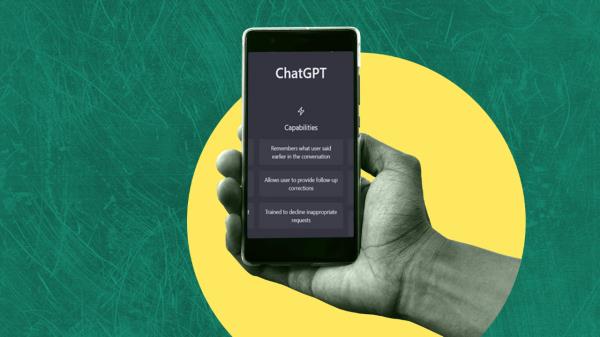 ChatGPT
Capabilities
Remembers what user said
earlier in the conversation
Allows user to provide follow-up
corrections
Trained to decline inappropriate
requests